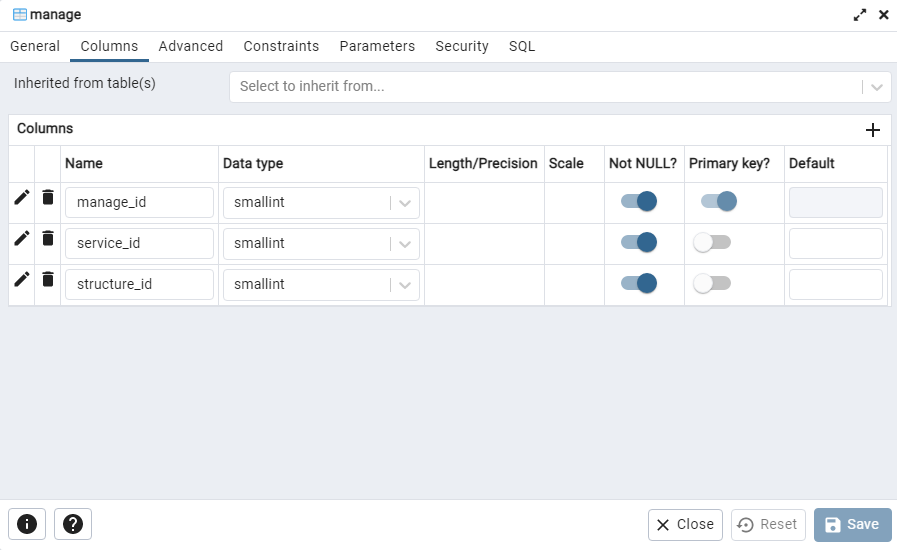 manage
General Columns Advanced Constraints Parameters Security SQL
Inherited from table(s) Select to inherit from...
Columns
Name Data type Length/Precision Scale Not NULL? Primary key? Default
manage_id smallint
service_id smallint
structure_id smallint
Close Reset Save